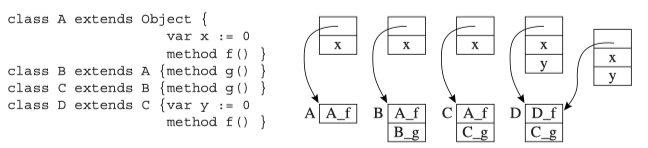 class A extends Object {
var x := 0
method f() }
class B extends A {method g() }
class C extends B {method g() }
class D extends C {var y := 0
method f() }
x
x
x
x
y
x
y
A A_f
B A_f
B_g
C A_f
C_g
D D_f
C_g